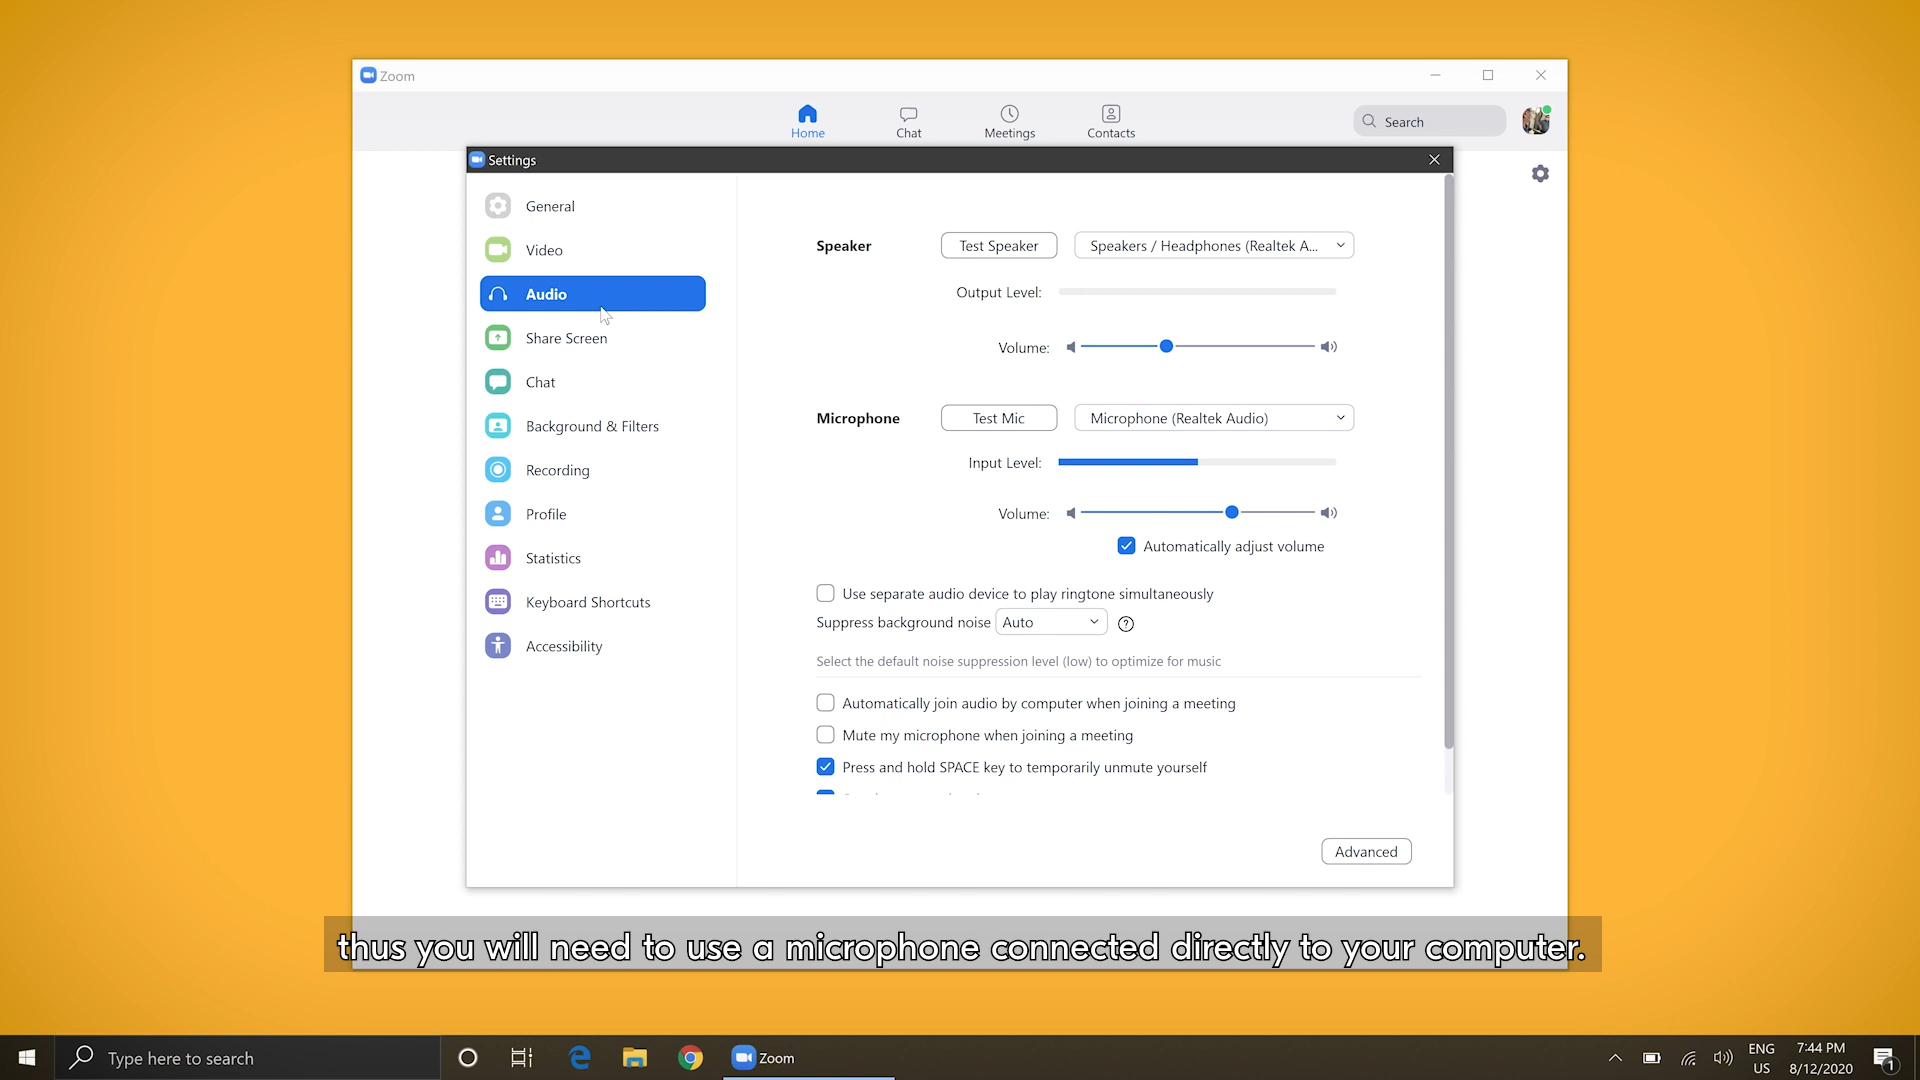 Zoom
Home
Chat
Meetings
Contacts
Search
Settings
General
Video
Audio
Share Screen
Chat
Background & Filters
Recording
Profile
Statistics
Keyboard Shortcuts
Accessibility
Speaker
Test Speaker
Speakers / Headphones (Realtek A...
Output Level:
Volume:
Microphone
Test Mic
Microphone (Realtek Audio)
Input Level:
Volume:
Automatically adjust volume
Use separate audio device to play ringtone simultaneously
Suppress background noise
Auto
Select the default noise suppression level (low) to optimize for music
Automatically join audio by computer when joining a meeting
Mute my microphone when joining a meeting
Press and hold SPACE key to temporarily unmute yourself
Advanced
thus you will need to use a microphone connected directly to your computer.
Type here to search
Zoom
ENG
US
7:44 PM
8/12/2020
1